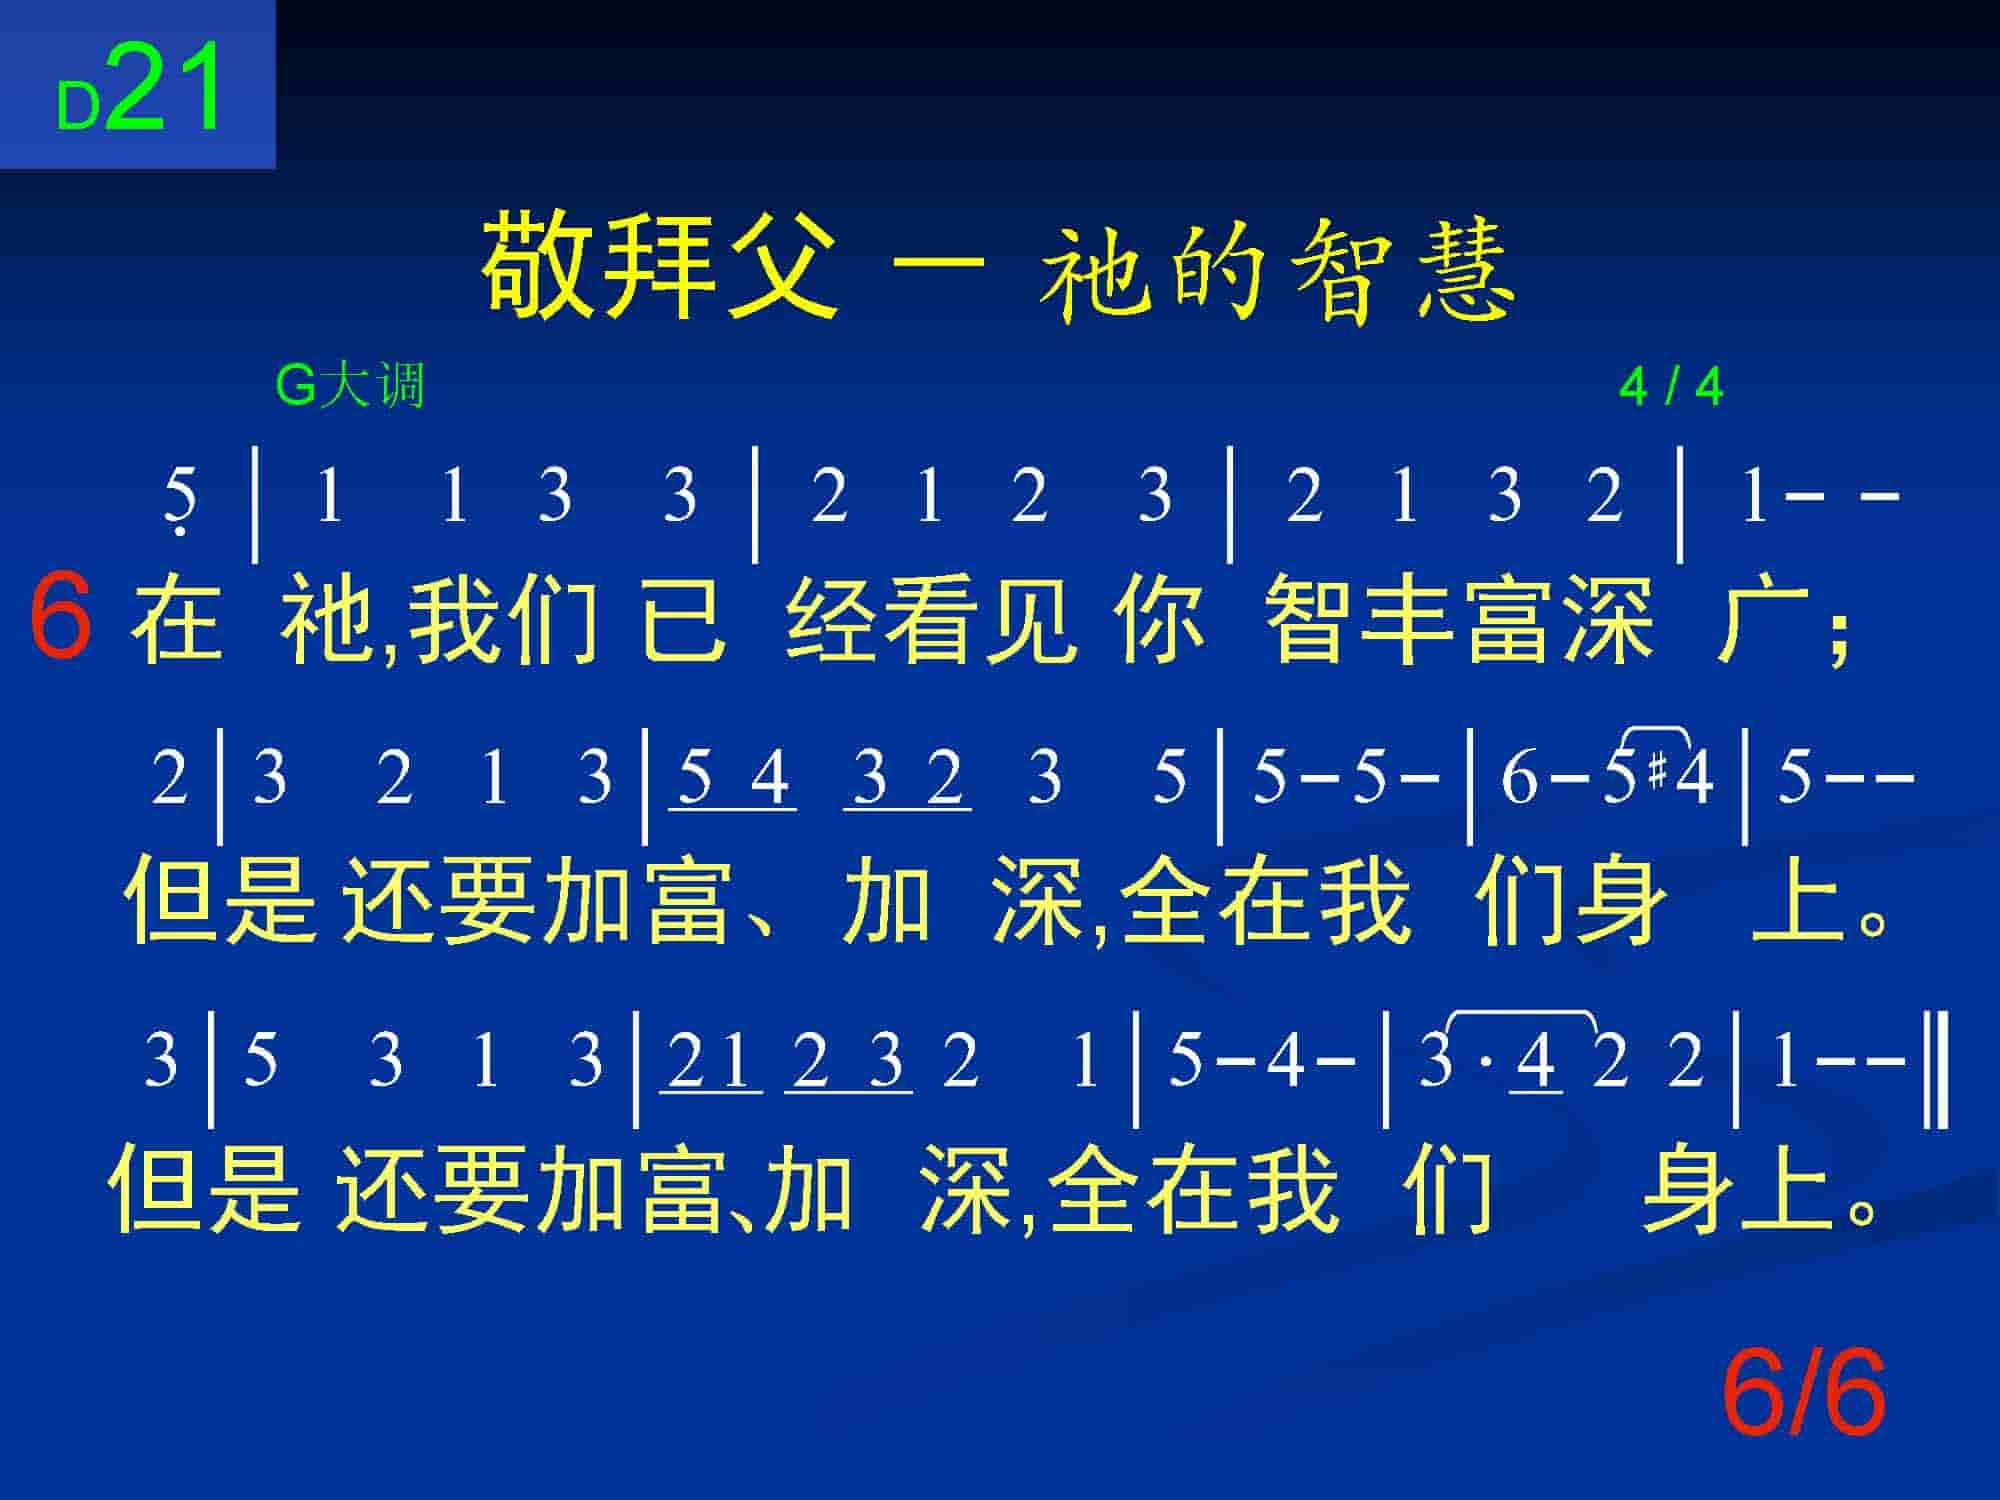 D21
敬拜父 － 祂的智慧
G大调 4 / 4
5̣ | 1 1 3 3 | 2 1 2 3 | 2 1 3 2 | 1 - -
6 在 祂,我们 已 经看见 你 智丰富深 广；
2 | 3 2 1 3 | 5 4 3 2 3 5 | 5 - 5 - | 6 - 5 #4 | 5 - -
但是 还要加富、加 深,全在我 们身 上。
3 | 5 3 1 3 | 2 1 2 3 2 1 | 5 - 4 - | 3 · 4 2 2 | 1 - - ‖
但是 还要加富、加 深,全在我 们 身上。
6/6